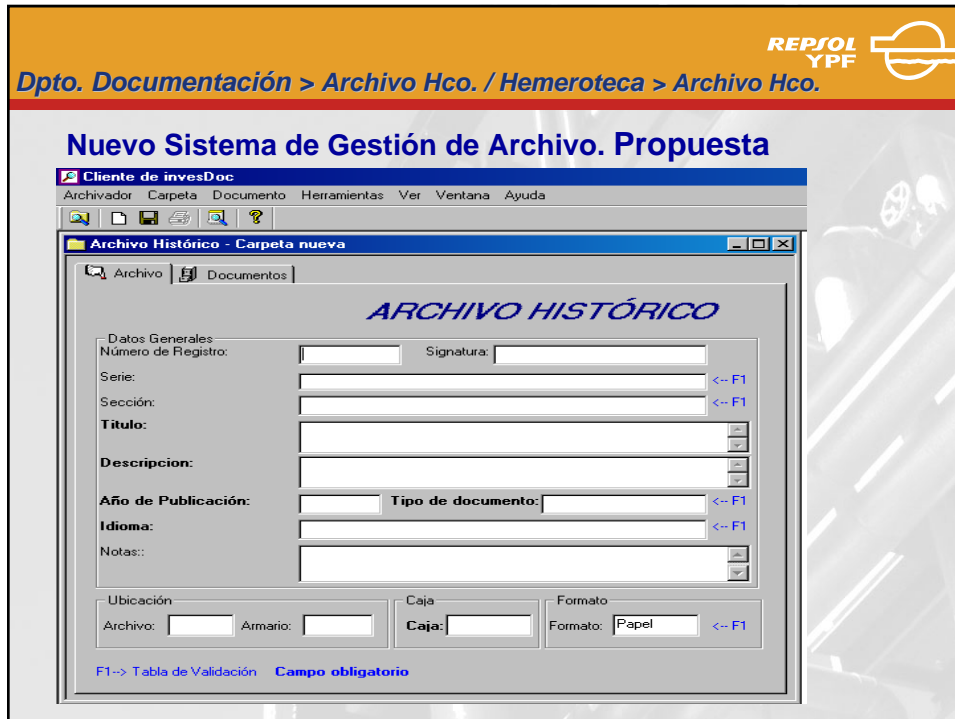 REPSOL
YPF
Dpto. Documentación > Archivo Hco. / Hemeroteca > Archivo Hco.
Nuevo Sistema de Gestión de Archivo. Propuesta
Cliente de invesDoc
Archivador Carpeta Documento Herramientas Ver Ventana Ayuda
Archivo Histórico - Carpeta nueva
Archivo Documentos
ARCHIVO HISTÓRICO
Datos Generales
Número de Registro: Signatura:
Serie: <-- F1
Sección: <-- F1
Titulo:
Descripcion:
Año de Publicación: Tipo de documento: <-- F1
Idioma: <-- F1
Notas::
Ubicación Caja Formato
Archivo: Armario: Caja: Formato: Papel <-- F1
F1--> Tabla de Validación Campo obligatorio